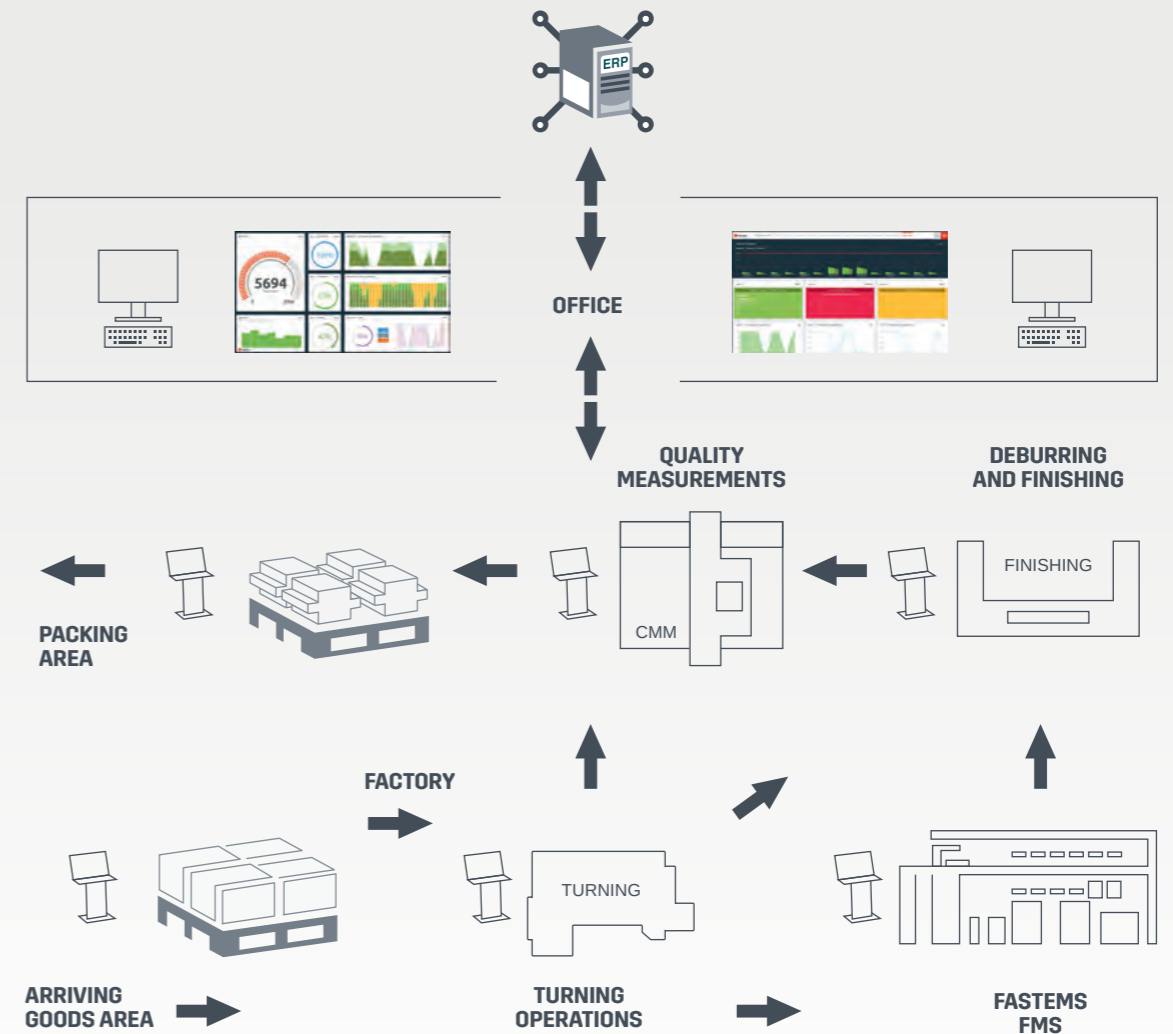 ERP
5694
OFFICE
QUALITY
MEASUREMENTS
DEBURRING
AND FINISHING
FINISHING
CMM
PACKING
AREA
FACTORY
TURNING
ARRIVING
GOODS AREA
TURNING
OPERATIONS
FASTEMS
FMS